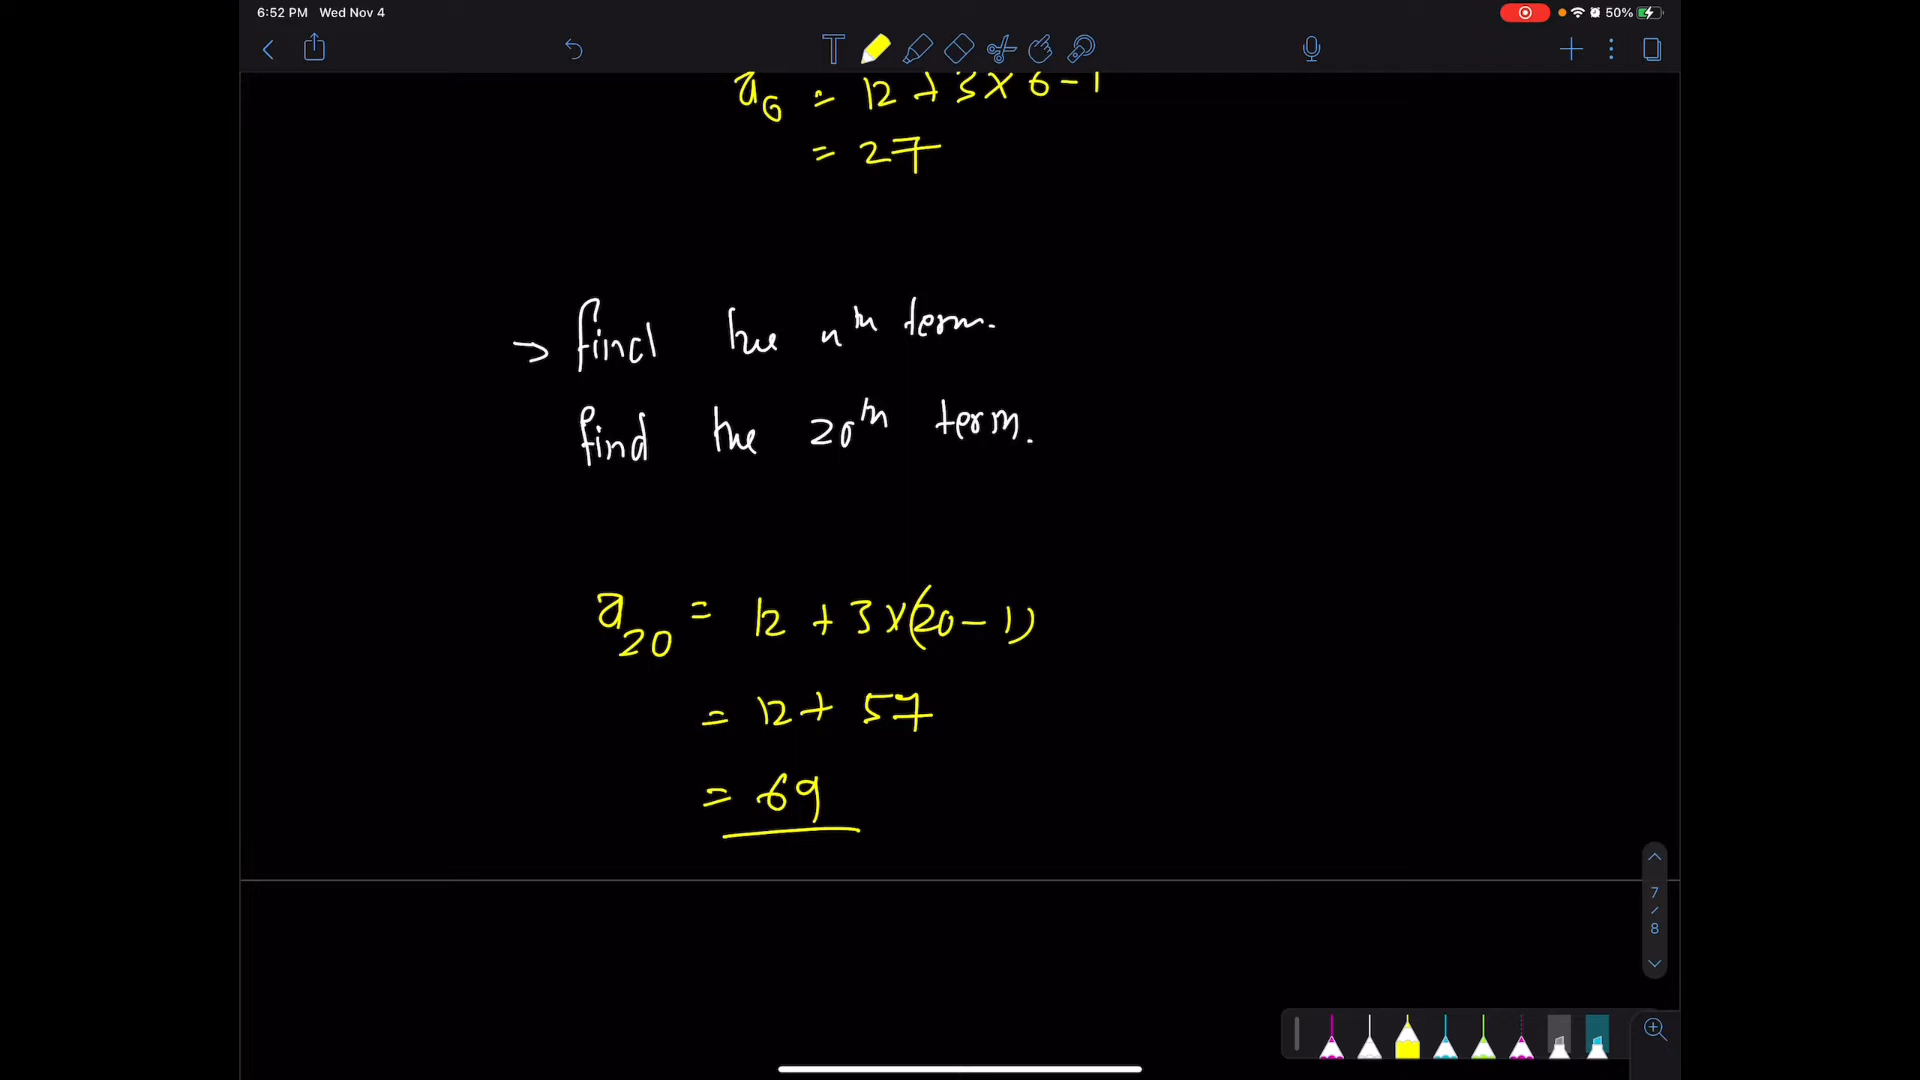 6:52 PM Wed Nov 4
50%
T
a6 = 12 + 3 × 6 - 1
= 27
→ find the nth term.
find the 20th term.
a20 = 12 + 3 × (20 - 1)
= 12 + 57
= 69
7
/
8